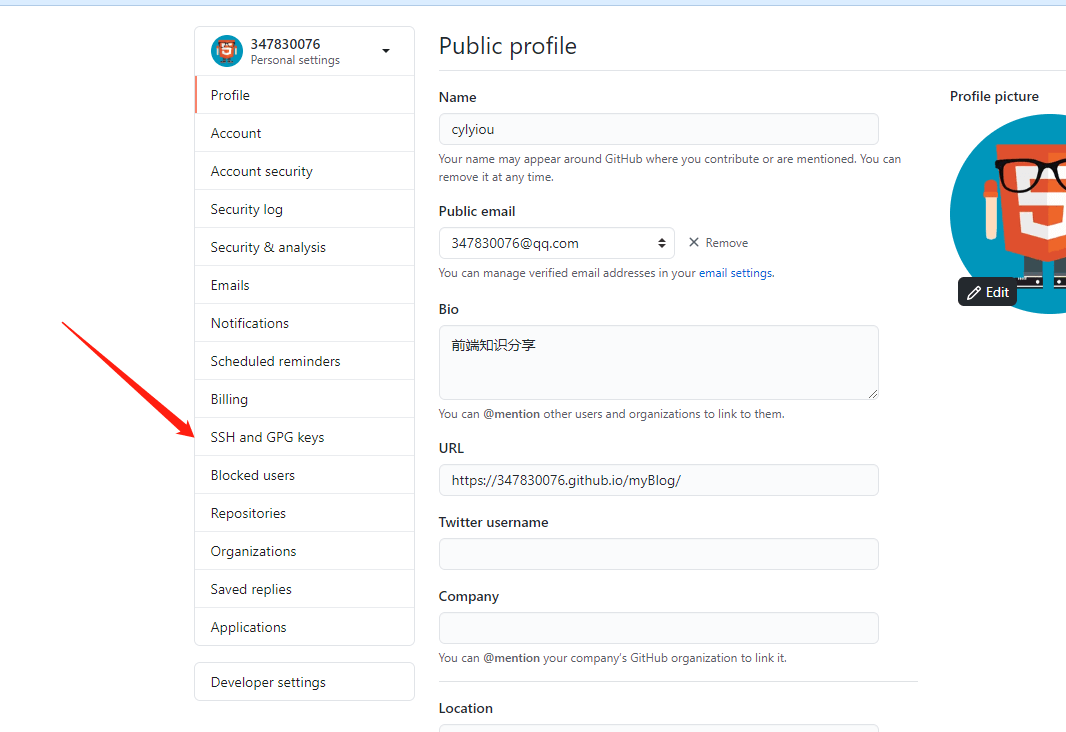 347830076
Personal settings
Profile
Account
Account security
Security log
Security & analysis
Emails
Notifications
Scheduled reminders
Billing
SSH and GPG keys
Blocked users
Repositories
Organizations
Saved replies
Applications
Developer settings
Public profile
Name
cylyiou
Your name may appear around GitHub where you contribute or are mentioned. You can
remove it at any time.
Public email
347830076@qq.com
Remove
You can manage verified email addresses in your email settings.
Bio
前端知识分享
You can @mention other users and organizations to link to them.
URL
https://347830076.github.io/myBlog/
Twitter username
Company
You can @mention your company's GitHub organization to link it.
Location
Profile picture
Edit